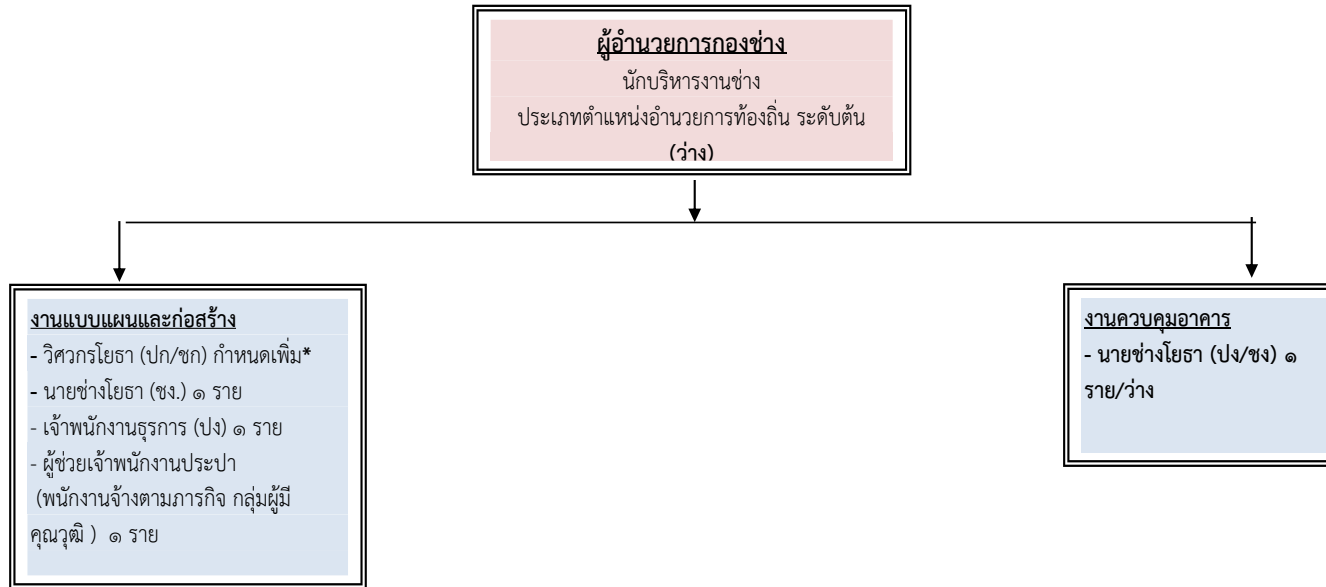 ผู้อำนวยการกองช่าง
นักบริหารงานช่าง
ประเภทตำแหน่งอำนวยการท้องถิ่น ระดับต้น
(ว่าง)
งานแบบแผนและก่อสร้าง
- วิศวกรโยธา (ปก/ชก) กำหนดเพิ่ม*
- นายช่างโยธา (ชง.) ๑ ราย
- เจ้าพนักงานธุรการ (ปง) ๑ ราย
- ผู้ช่วยเจ้าพนักงานประปา
(พนักงานจ้างตามภารกิจ กลุ่มผู้มี
คุณวุฒิ ) ๑ ราย
งานควบคุมอาคาร
- นายช่างโยธา (ปง/ชง) ๑
ราย/ว่าง